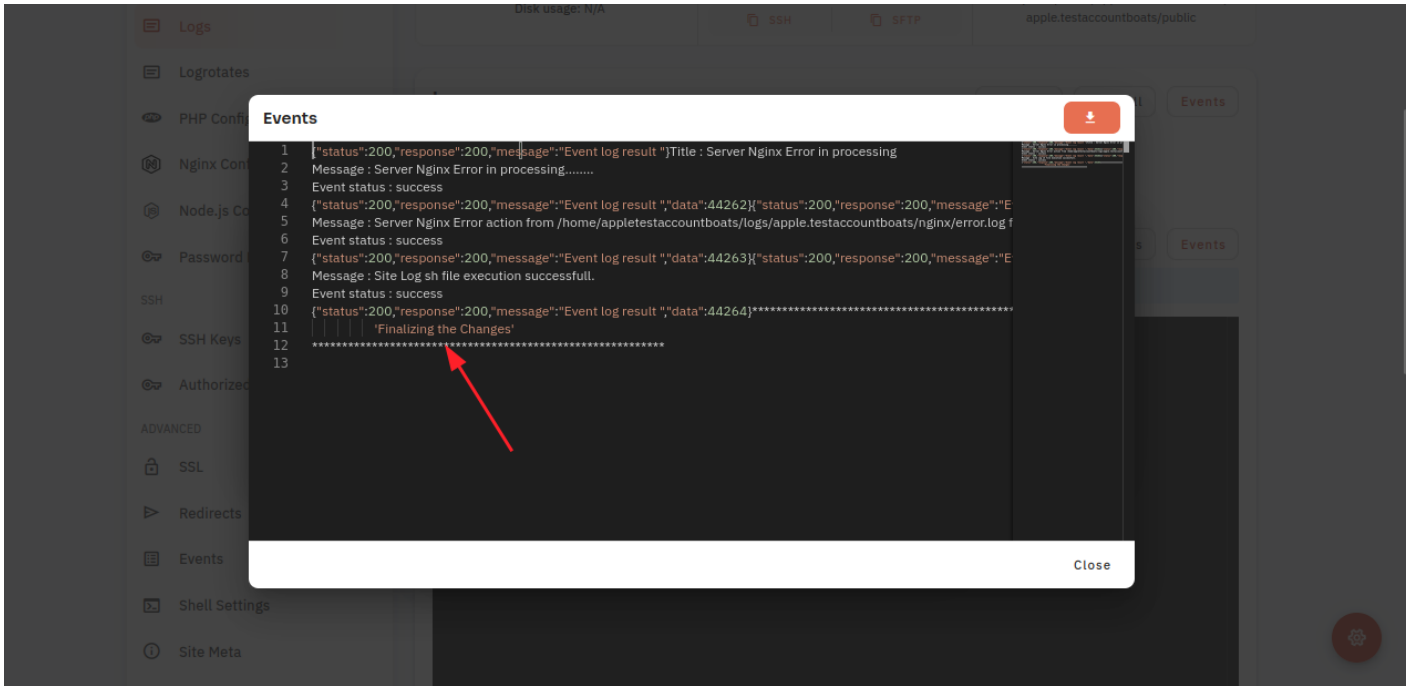 Disk usage: N/A
SSH
SFTP
apple.testaccountboats/public
Logs
Logrotates
PHP Config
Events
Nginx Con
Node.js Co
Password
Events
SSH
SSH Keys
Authorized
ADVANCED
SSL
Redirects
Events
Shell Settings
Site Meta
Events
1 {"status":200,"response":200,"message":"Event log result "}Title : Server Nginx Error in processing
2 Message : Server Nginx Error in processing........
3 Event status : success
4 {"status":200,"response":200,"message":"Event log result ","data":44262}{"status":200,"response":200,"message":"E
5 Message : Server Nginx Error action from /home/appletestaccountboats/logs/apple.testaccountboats/nginx/error.log f
6 Event status : success
7 {"status":200,"response":200,"message":"Event log result ","data":44263}{"status":200,"response":200,"message":"E
8 Message : Site Log sh file execution successfull.
9 Event status : success
10 {"status":200,"response":200,"message":"Event log result ","data":44264}********************************************
11 'Finalizing the Changes'
12 ***********************************************************
13
Close